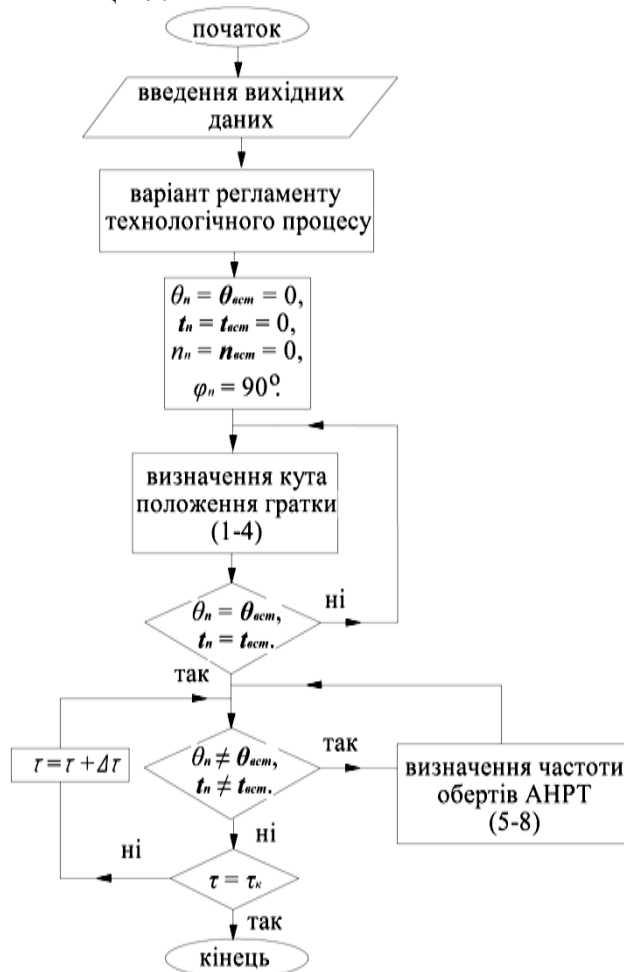 початок
введення вихідних
даних
варіант регламенту
технологічного процесу
θп = θвст = 0,
tп = tвст = 0,
nп = nвст = 0,
φп = 90º.
визначення кута
положення гратки
(1-4)
θп = θвст,
tп = tвст.
ні
так
θп ≠ θвст,
tп ≠ tвст.
так
визначення частоти
обертів АНРТ
(5-8)
τ = τ + Δτ
ні
ні
τ = τк
так
кінець